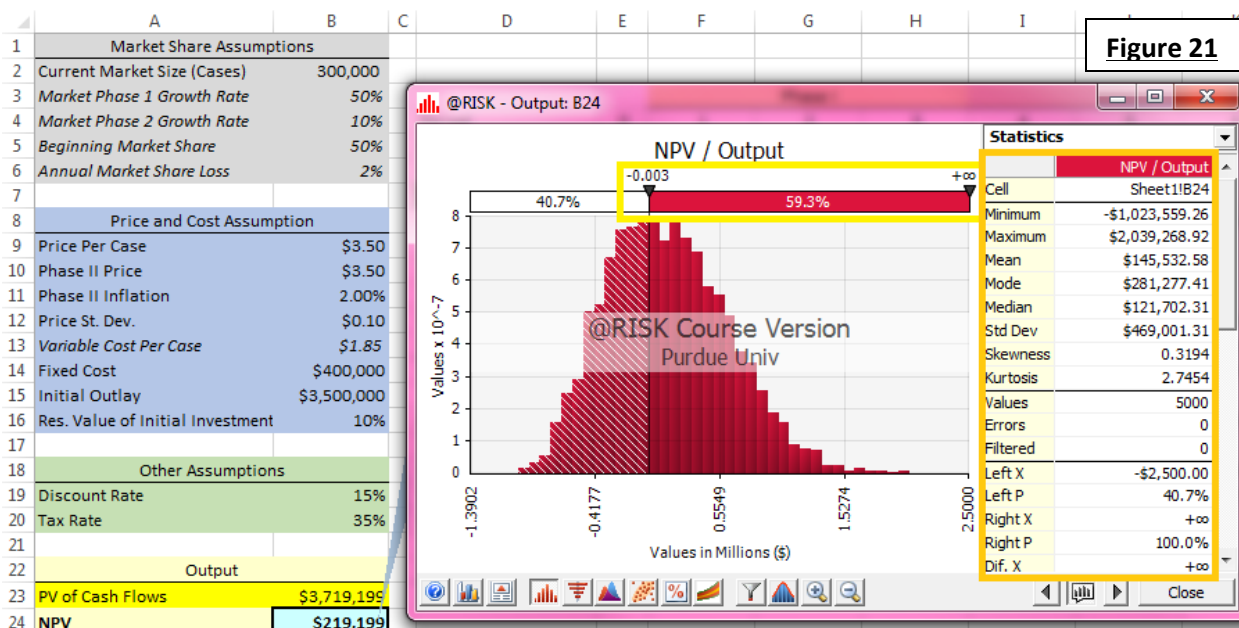 A B C D E F G H I
Figure 21
1 Market Share Assumptions
2 Current Market Size (Cases) 300,000
3 Market Phase 1 Growth Rate 50%
4 Market Phase 2 Growth Rate 10%
5 Beginning Market Share 50%
6 Annual Market Share Loss 2%
7
8 Price and Cost Assumption
9 Price Per Case $3.50
10 Phase II Price $3.50
11 Phase II Inflation 2.00%
12 Price St. Dev. $0.10
13 Variable Cost Per Case $1.85
14 Fixed Cost $400,000
15 Initial Outlay $3,500,000
16 Res. Value of Initial Investment 10%
17
18 Other Assumptions
19 Discount Rate 15%
20 Tax Rate 35%
21
22 Output
23 PV of Cash Flows $3,719,199
24 NPV $219,199
@RISK - Output: B24
NPV / Output
-0.003 +∞
40.7% 59.3%
8
7
6
5
4
3
2
1
0
Values x 10^-7
@RISK Course Version
Purdue Univ
-1.3902
-0.4177
0.5549
1.5274
2.5000
Values in Millions ($)
Statistics
NPV / Output
Cell Sheet1!B24
Minimum -$1,023,559.26
Maximum $2,039,268.92
Mean $145,532.58
Mode $281,277.41
Median $121,702.31
Std Dev $469,001.31
Skewness 0.3194
Kurtosis 2.7454
Values 5000
Errors 0
Filtered 0
Left X -$2,500.00
Left P 40.7%
Right X +∞
Right P 100.0%
Dif. X +∞
Close